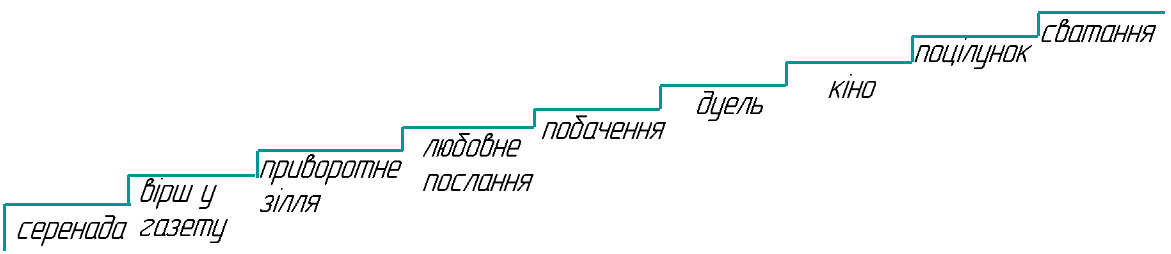 серенада
вірш у
газету
приворотне
зілля
любовне
послання
побачення
дуель
кіно
поцілунок
сватання